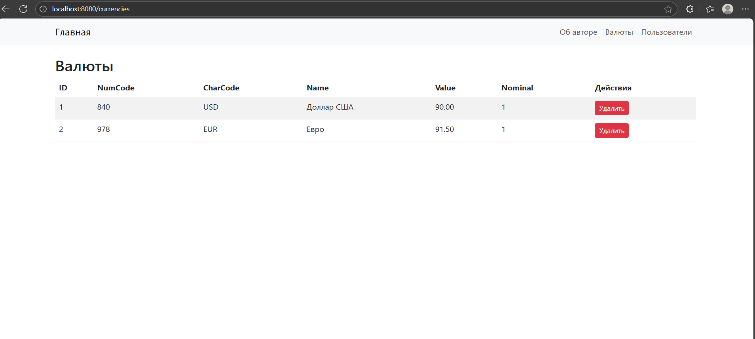 localhost:8080/currencies
Главная Об авторе Валюты Пользователи
Валюты
ID NumCode CharCode Name Value Nominal Действия
1 840 USD Доллар США 90.00 1 Удалить
2 978 EUR Евро 91.50 1 Удалить